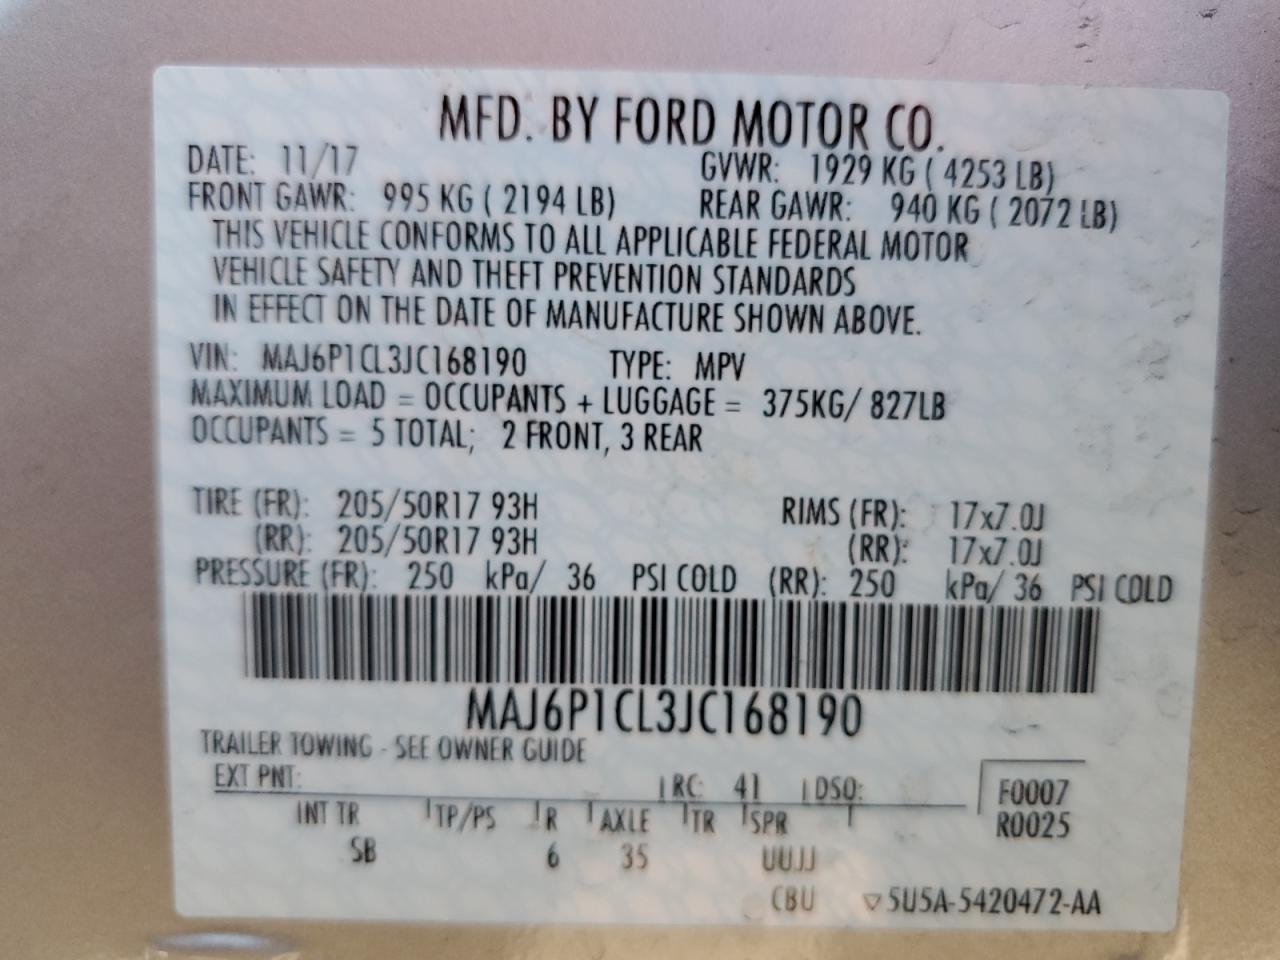 MFD. BY FORD MOTOR CO.
DATE: 11/17 GVWR: 1929 KG ( 4253 LB)
FRONT GAWR: 995 KG ( 2194 LB) REAR GAWR: 940 KG ( 2072 LB)
THIS VEHICLE CONFORMS TO ALL APPLICABLE FEDERAL MOTOR
VEHICLE SAFETY AND THEFT PREVENTION STANDARDS
IN EFFECT ON THE DATE OF MANUFACTURE SHOWN ABOVE.
VIN: MAJ6P1CL3JC168190 TYPE: MPV
MAXIMUM LOAD = OCCUPANTS + LUGGAGE = 375KG/ 827LB
OCCUPANTS = 5 TOTAL; 2 FRONT, 3 REAR
TIRE (FR): 205/50R17 93H RIMS (FR): 17x7.0J
(RR): 205/50R17 93H (RR): 17x7.0J
PRESSURE (FR): 250 kPa/ 36 PSI COLD (RR): 250 kPa/ 36 PSI COLD
MAJ6P1CL3JC168190
TRAILER TOWING - SEE OWNER GUIDE
EXT PNT: RC: 41 DSO: F0007
INT TR TP/PS R AXLE TR SPR R0025
SB 6 35 UUJJ
CBU ▽5U5A-5420472-AA